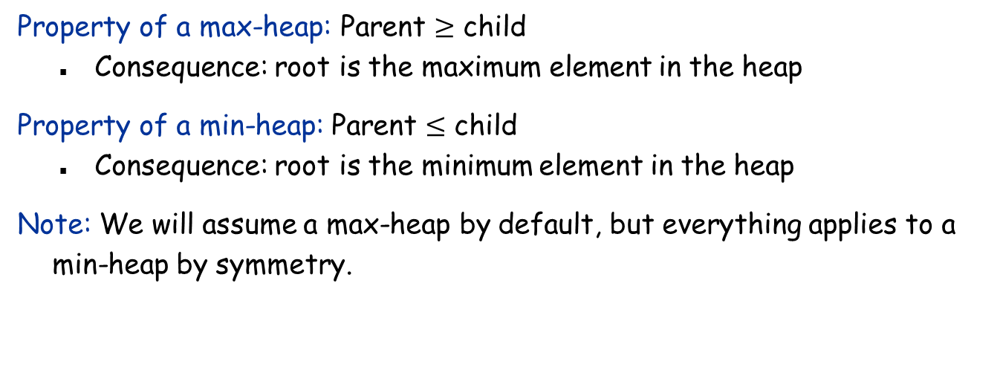 Property of a max-heap: Parent ≥ child
▪ Consequence: root is the maximum element in the heap
Property of a min-heap: Parent ≤ child
▪ Consequence: root is the minimum element in the heap
Note: We will assume a max-heap by default, but everything applies to a
min-heap by symmetry.